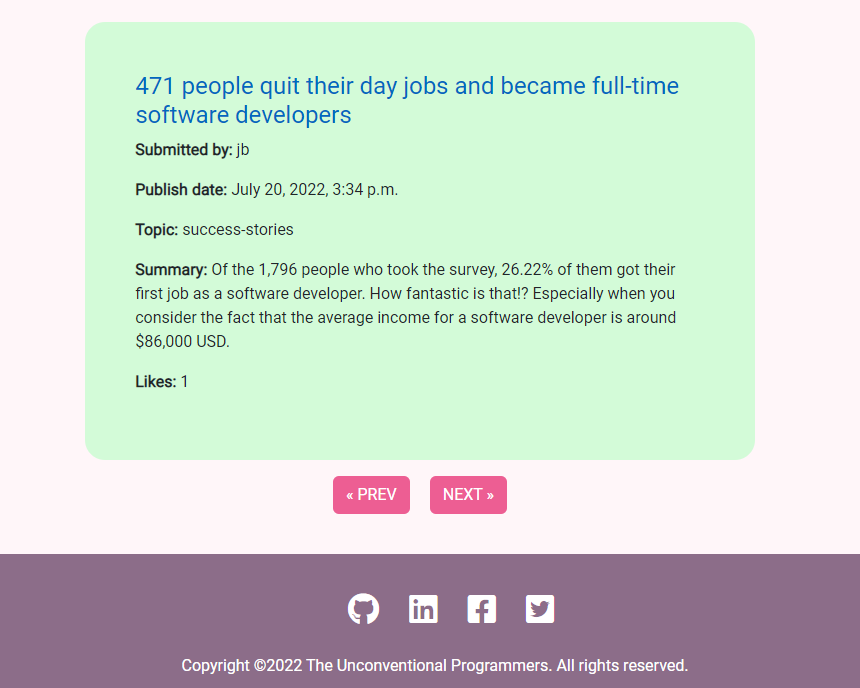 471 people quit their day jobs and became full-time
software developers
Submitted by: jb
Publish date: July 20, 2022, 3:34 p.m.
Topic: success-stories
Summary: Of the 1,796 people who took the survey, 26.22% of them got their
first job as a software developer. How fantastic is that!? Especially when you
consider the fact that the average income for a software developer is around
$86,000 USD.
Likes: 1
« PREV NEXT »
in f
Copyright ©2022 The Unconventional Programmers. All rights reserved.